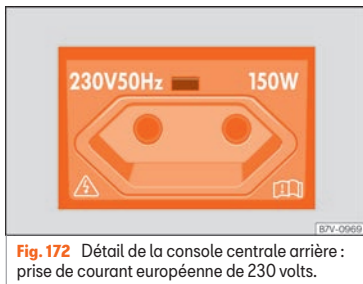 230V50Hz 150W
B7V-0969
Fig. 172 Détail de la console centrale arrière :
prise de courant européenne de 230 volts.